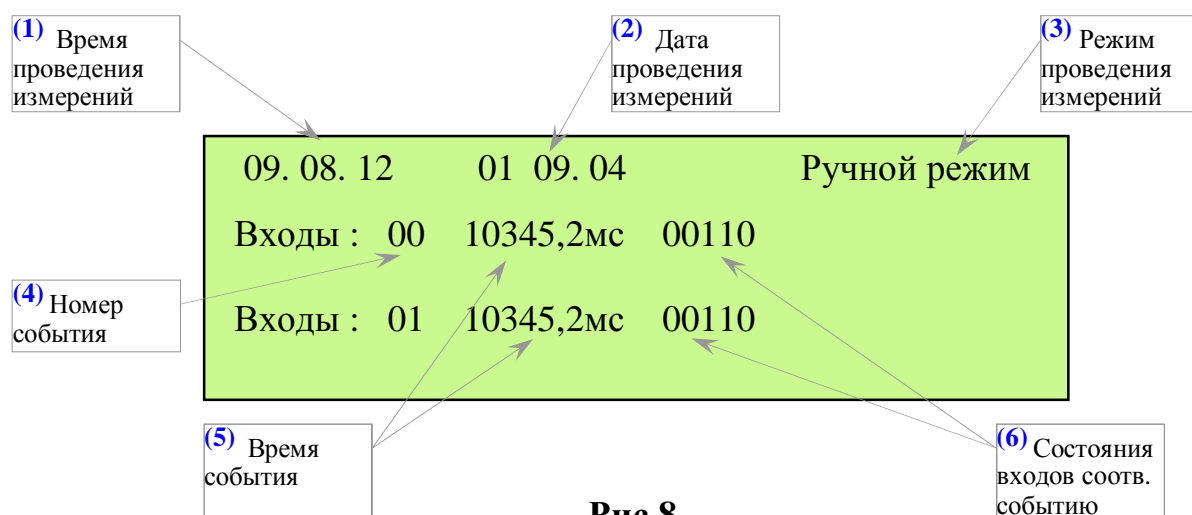 (1) Время
проведения
измерений
(2) Дата
проведения
измерений
(3) Режим
проведения
измерений
09. 08. 12 01 09. 04 Ручной режим
Входы : 00 10345,2мс 00110
(4) Номер
события
Входы : 01 10345,2мс 00110
(5) Время
события
(6) Состояния
входов соотв.
событию
Рис 8